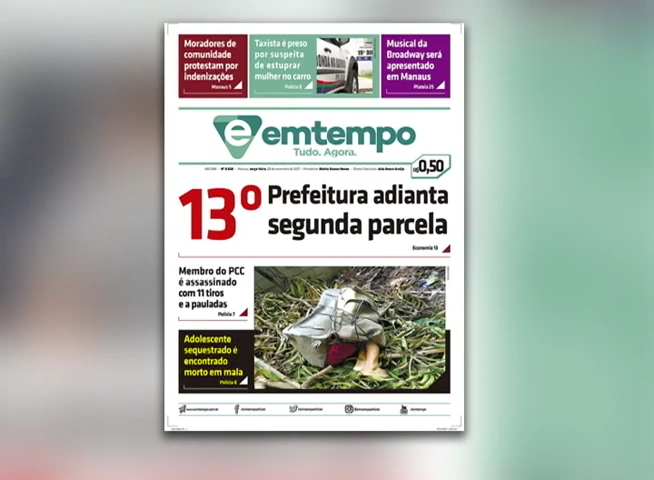 Moradores de
comunidade
protestam por
indenizações
Manaus 5
Taxista é preso
por suspeita
de estuprar
mulher no carro
Polícia 8
Musical da
Broadway será
apresentado
em Manaus
Plateia 21
e emtempo
Tudo. Agora.
R$ 0,50
13º Prefeitura adianta
segunda parcela
Economia 13
Membro do PCC
é assassinado
com 11 tiros
e a pauladas
Polícia 7
Adolescente
sequestrado é
encontrado
morto em mala
Polícia 6